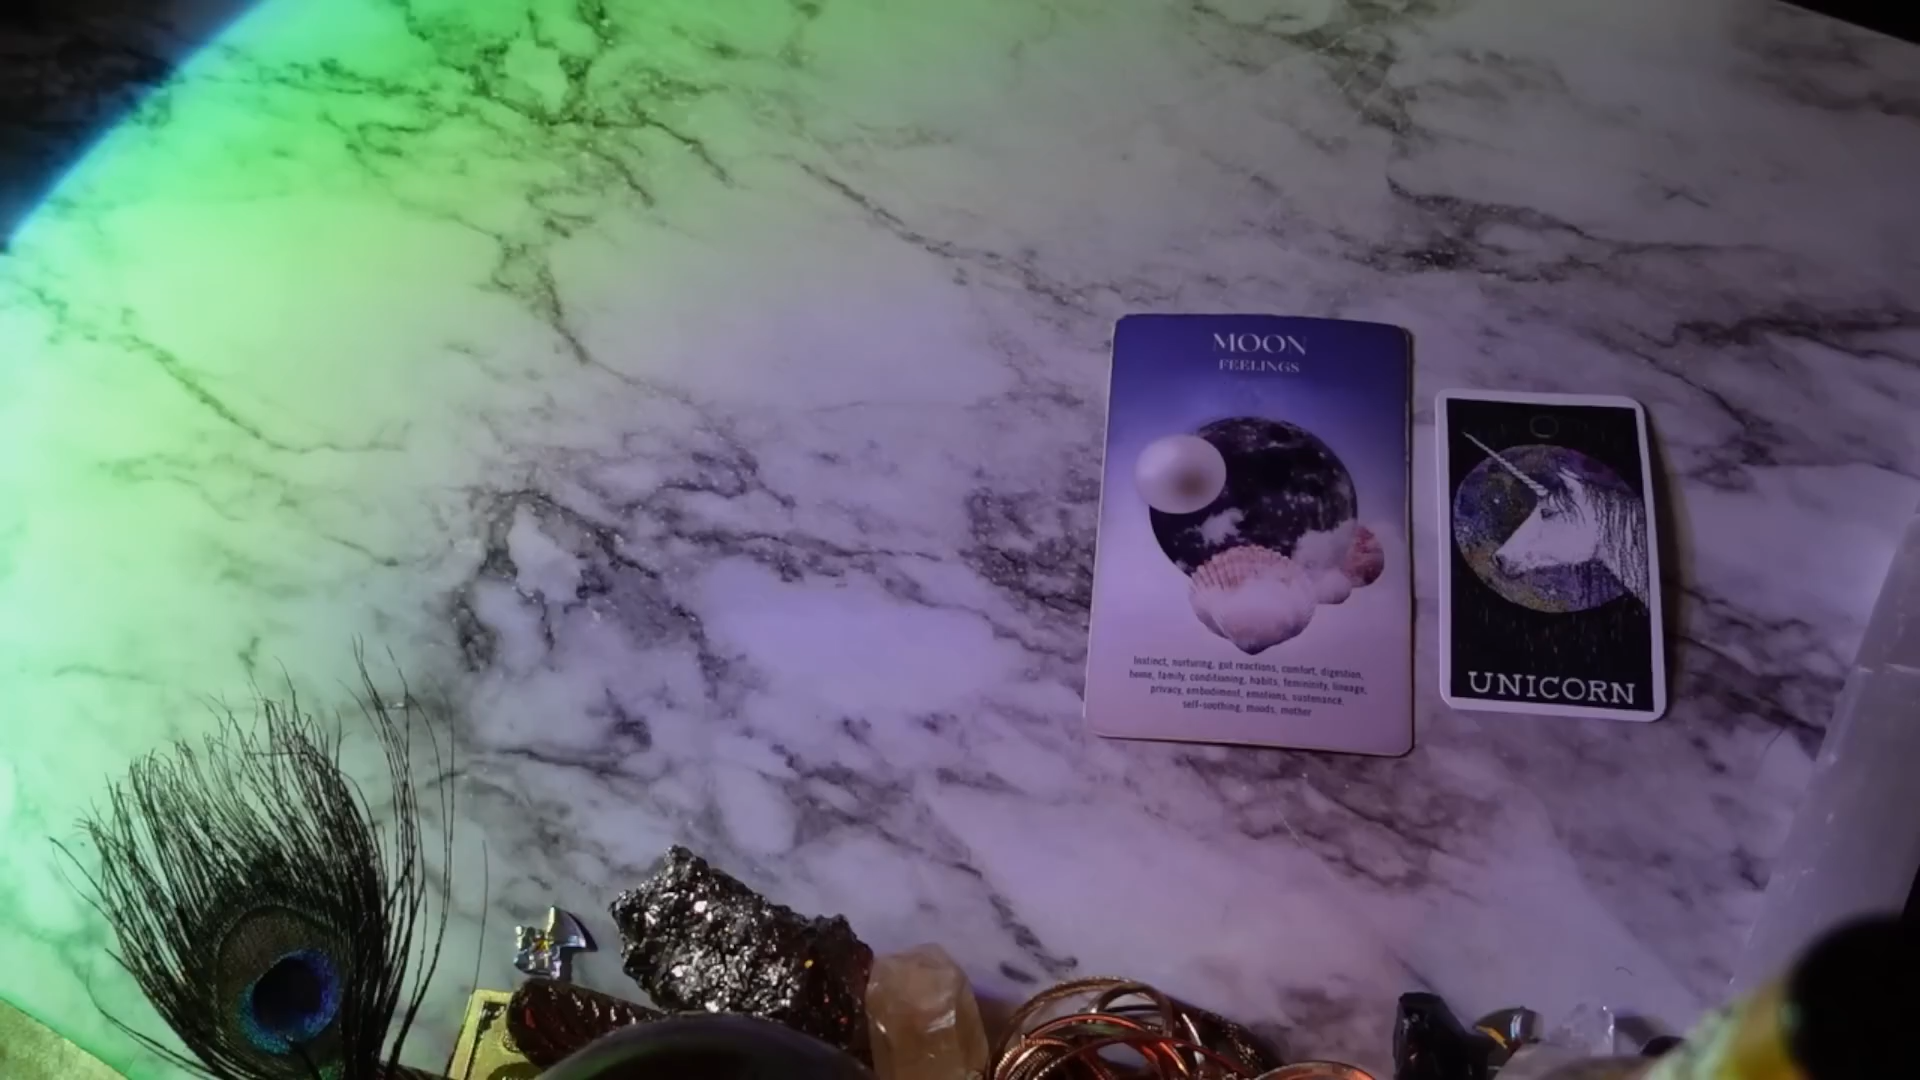 MOON
FEELINGS
Instinct, nurturing, gut reactions, comfort, digestion,
home, family, conditioning, habits, femininity, lineage,
privacy, embodiment, emotions, sustenance,
self-soothing, moods, mother
UNICORN